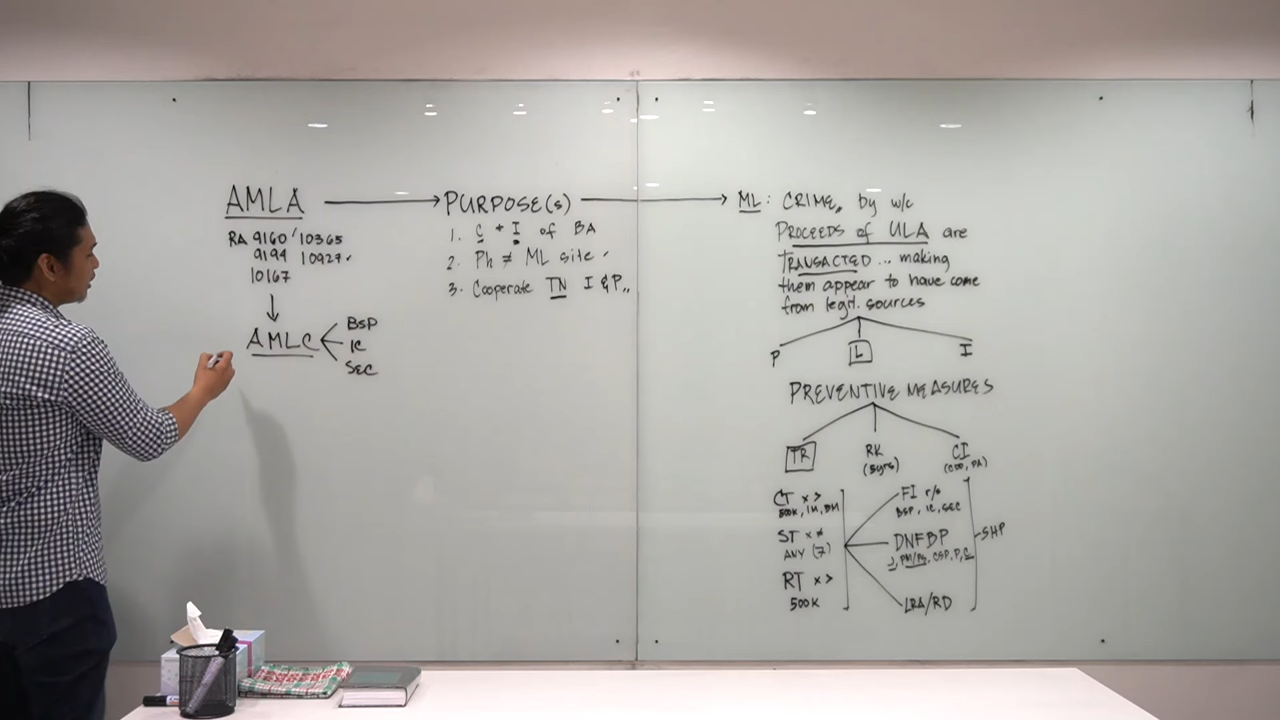 AMLA
RA 9160 10365
9194 10927
10167
AMLC
BSP
IC
SEC
PURPOSE(s)
1. C + I of BA
2. Ph ≠ ML site
3. Cooperate TN I & P
ML: CRIME, by w/c
PROCEEDS of ULA are
TRANSACTED ... making
them appear to have come
from legit. sources
P L I
PREVENTIVE MEASURES
TR
RK
(5yrs)
CI
(CDD, PA)
CT x >
500K, 1M, 5M
ST x ≠
ANY (7)
RT x >
500K
FI r/s
BSP, IC, SEC
DNFBP
J, PM/PS, CSP, P, C
LRA/RD
SHP